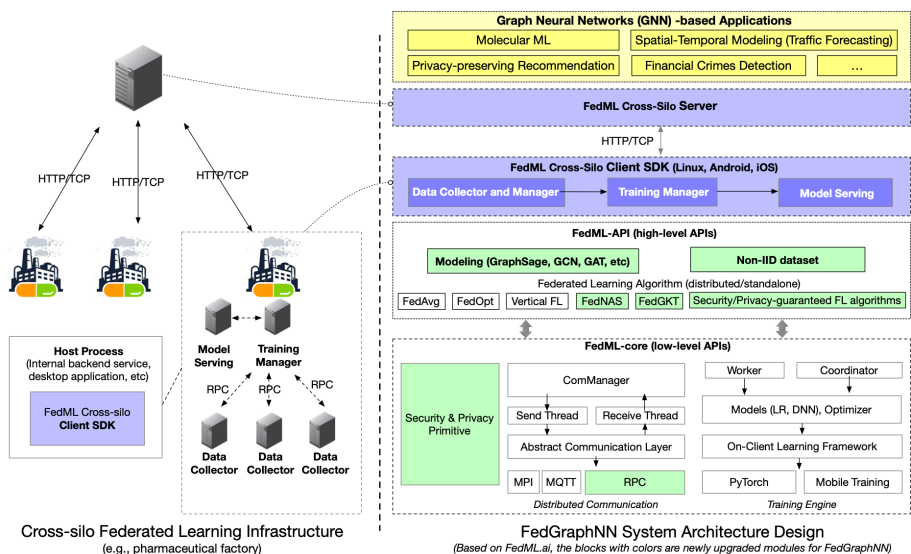 HTTP/TCP
HTTP/TCP
HTTP/TCP
Host Process
(Internal backend service,
desktop application, etc)
FedML Cross-silo
Client SDK
Model
Serving
Training
Manager
RPC
RPC
RPC
Data
Collector
Data
Collector
Data
Collector
Cross-silo Federated Learning Infrastructure
(e.g., pharmaceutical factory)
Graph Neural Networks (GNN) -based Applications
Molecular ML
Spatial-Temporal Modeling (Traffic Forecasting)
Privacy-preserving Recommendation
Financial Crimes Detection
...
FedML Cross-Silo Server
HTTP/TCP
FedML Cross-Silo Client SDK (Linux, Android, iOS)
Data Collector and Manager
Training Manager
Model Serving
FedML-API (high-level APIs)
Modeling (GraphSage, GCN, GAT, etc)
Non-IID dataset
Federated Learning Algorithm (distributed/standalone)
FedAvg
FedOpt
Vertical FL
FedNAS
FedGKT
Security/Privacy-guaranteed FL algorithms
FedML-core (low-level APIs)
Security & Privacy
Primitive
ComManager
Send Thread
Receive Thread
Abstract Communication Layer
MPI
MQTT
RPC
Distributed Communication
Worker
Coordinator
Models (LR, DNN), Optimizer
On-Client Learning Framework
PyTorch
Mobile Training
Training Engine
FedGraphNN System Architecture Design
(Based on FedML.ai, the blocks with colors are newly upgraded modules for FedGraphNN)